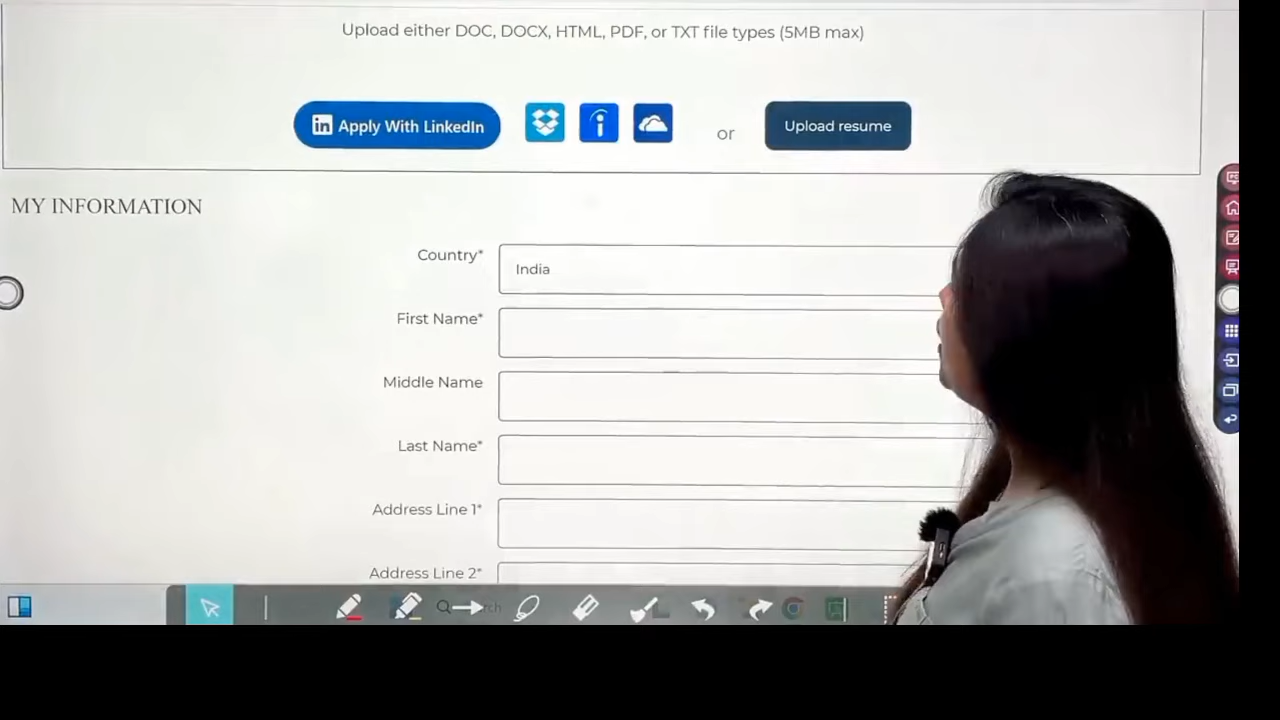 Upload either DOC, DOCX, HTML, PDF, or TXT file types (5MB max)
in Apply With LinkedIn
or
Upload resume
MY INFORMATION
Country*
India
First Name*
Middle Name
Last Name*
Address Line 1*
Address Line 2*